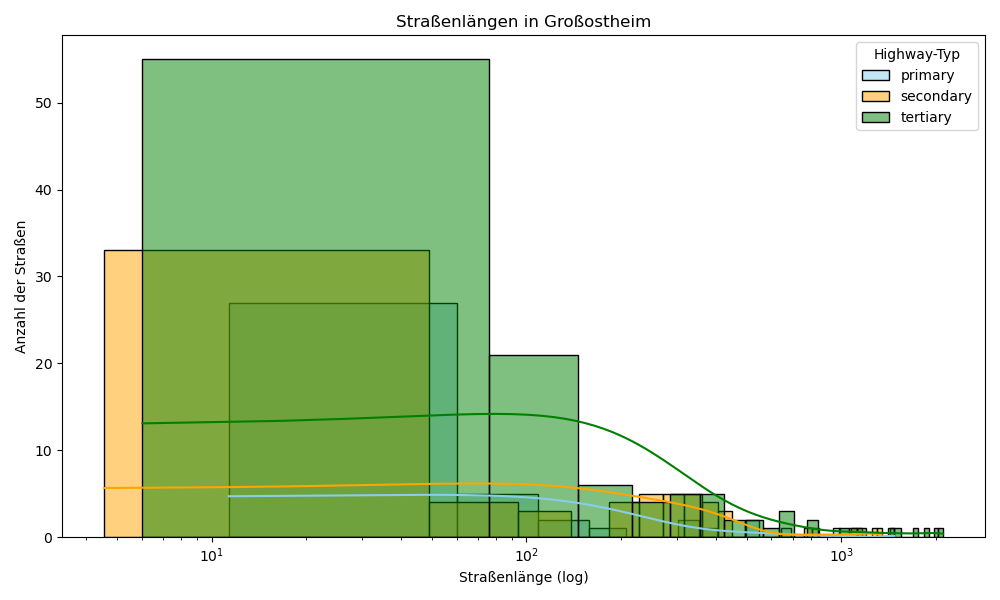 Straßenlängen in Großostheim
Highway-Typ
primary
secondary
tertiary
Anzahl der Straßen
50
40
30
20
10
0
10¹
10²
10³
Straßenlänge (log)